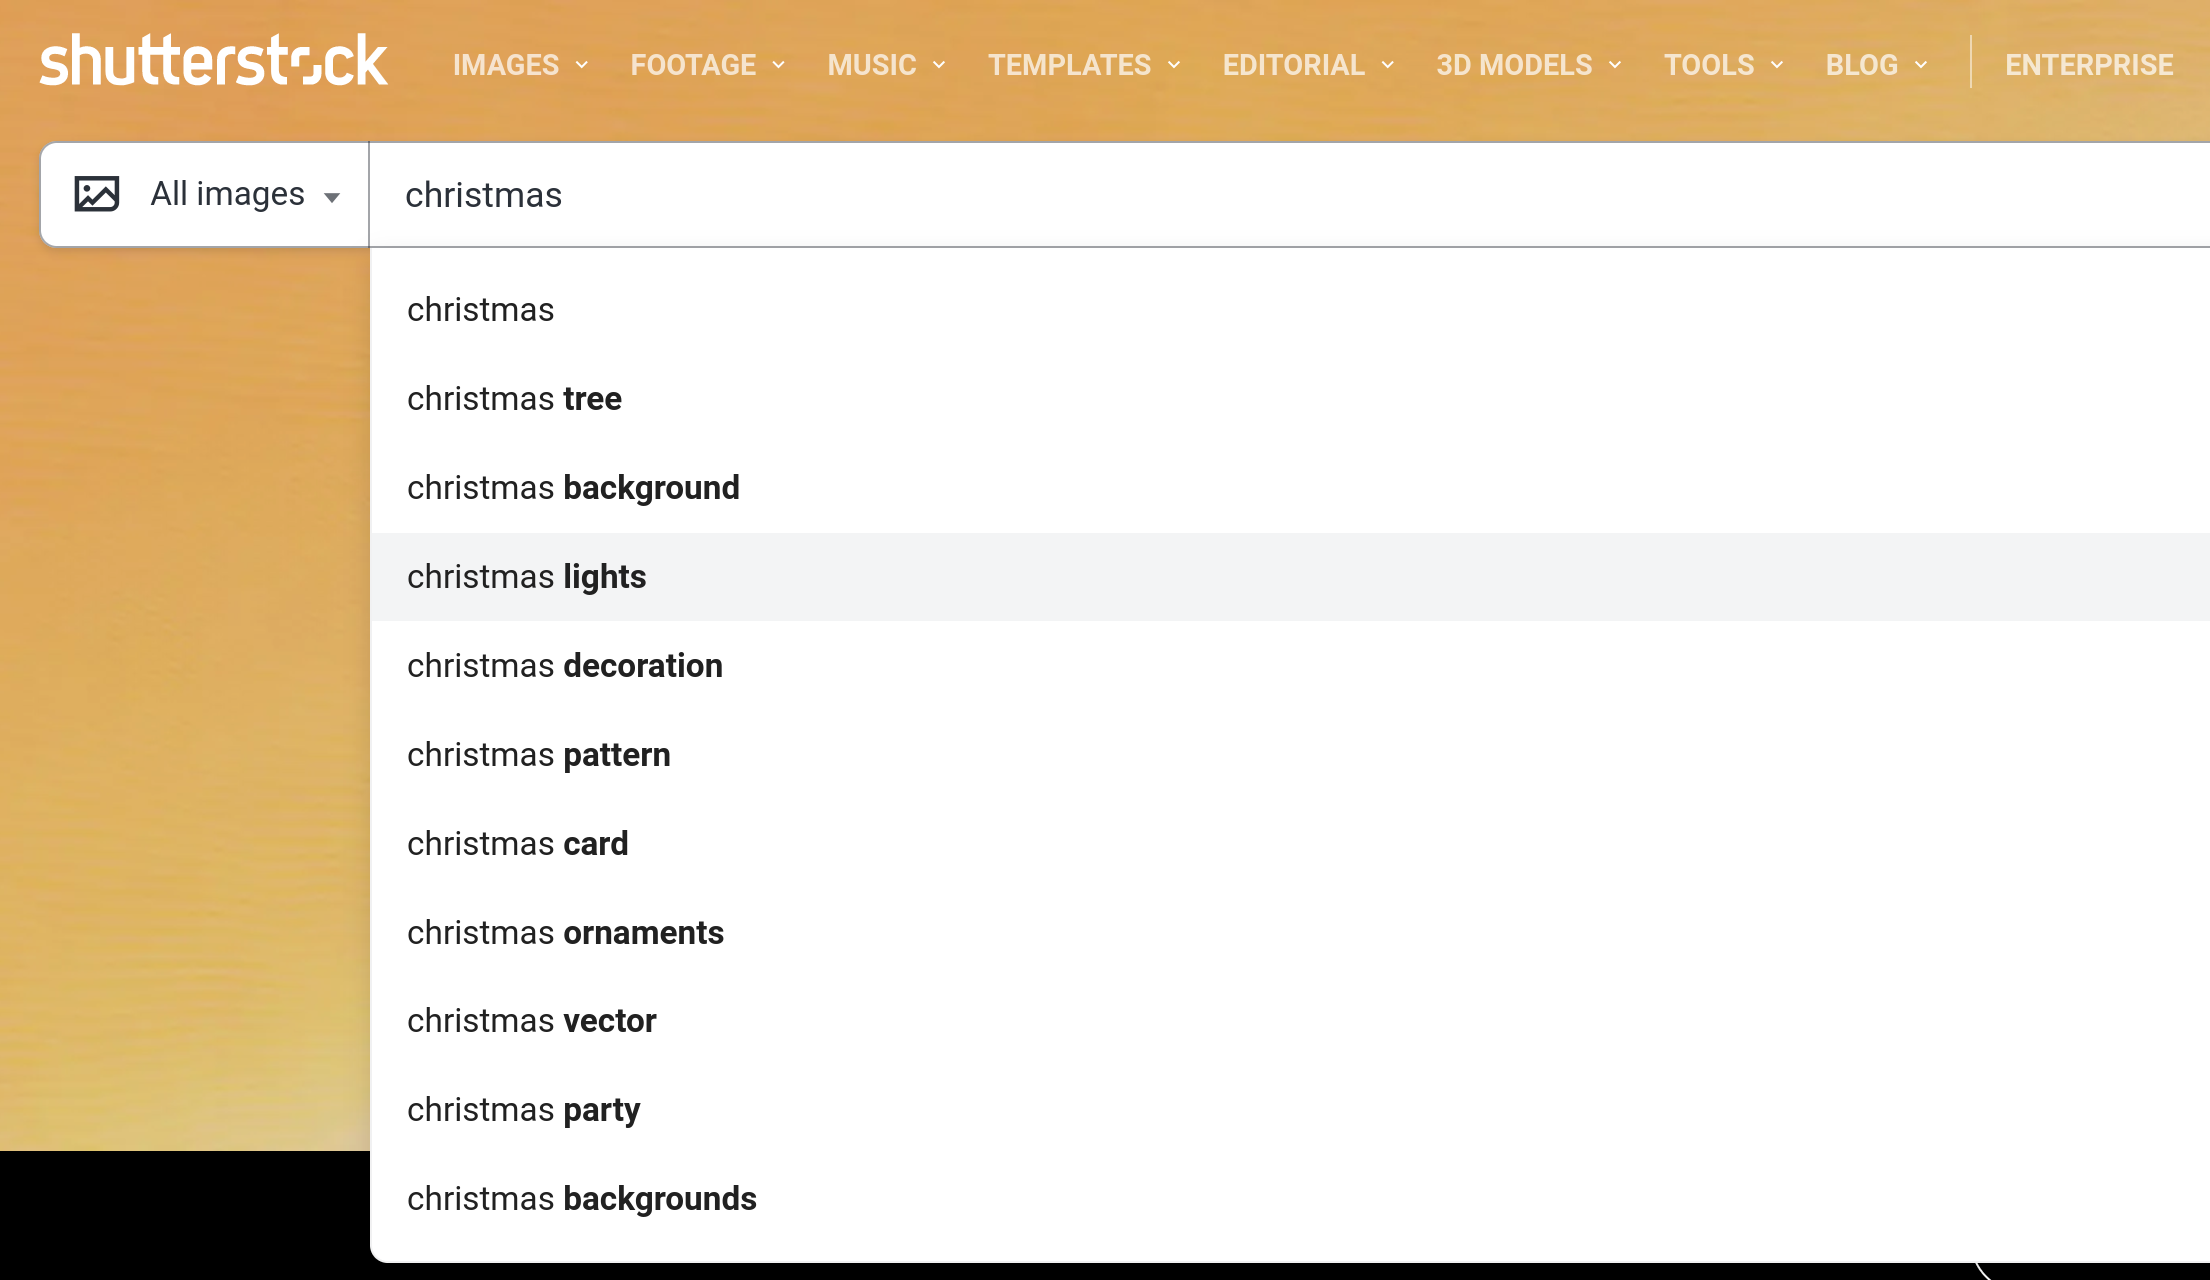 shutterstock IMAGES FOOTAGE MUSIC TEMPLATES EDITORIAL 3D MODELS TOOLS BLOG ENTERPRISE
All images christmas
christmas
christmas tree
christmas background
christmas lights
christmas decoration
christmas pattern
christmas card
christmas ornaments
christmas vector
christmas party
christmas backgrounds